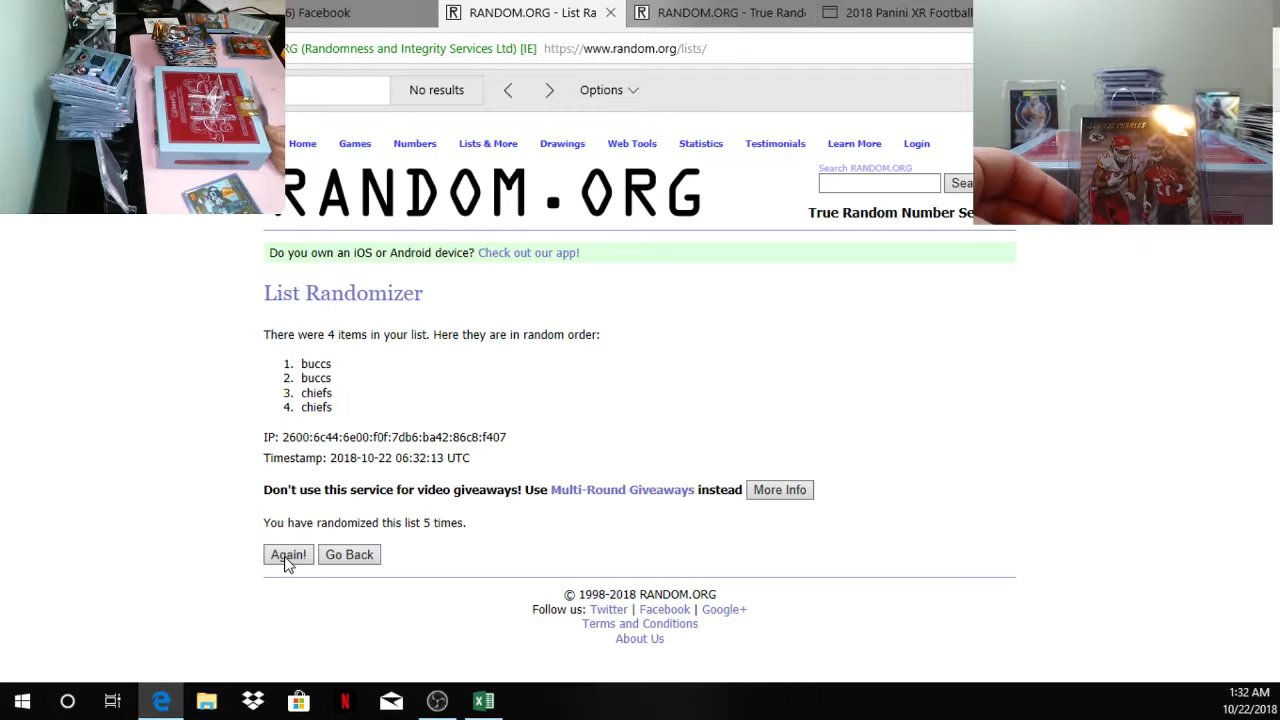 6) Facebook
RANDOM.ORG - List Ra
RANDOM.ORG - True Rand
2018 Panini XR Football
RG (Randomness and Integrity Services Ltd) [IE] https://www.random.org/lists/
No results
Options
Home Games Numbers Lists & More Drawings Web Tools Statistics Testimonials Learn More Login
Search RANDOM.ORG
RANDOM.ORG
Sea
True Random Number Se
Do you own an iOS or Android device? Check out our app!
List Randomizer
There were 4 items in your list. Here they are in random order:
1. buccs
2. buccs
3. chiefs
4. chiefs
IP: 2600:6c44:6e00:f0f:7db6:ba42:86c8:f407
Timestamp: 2018-10-22 06:32:13 UTC
Don't use this service for video giveaways! Use Multi-Round Giveaways instead More Info
You have randomized this list 5 times.
Again! Go Back
© 1998-2018 RANDOM.ORG
Follow us: Twitter | Facebook | Google+
Terms and Conditions
About Us
1:32 AM
10/22/2018